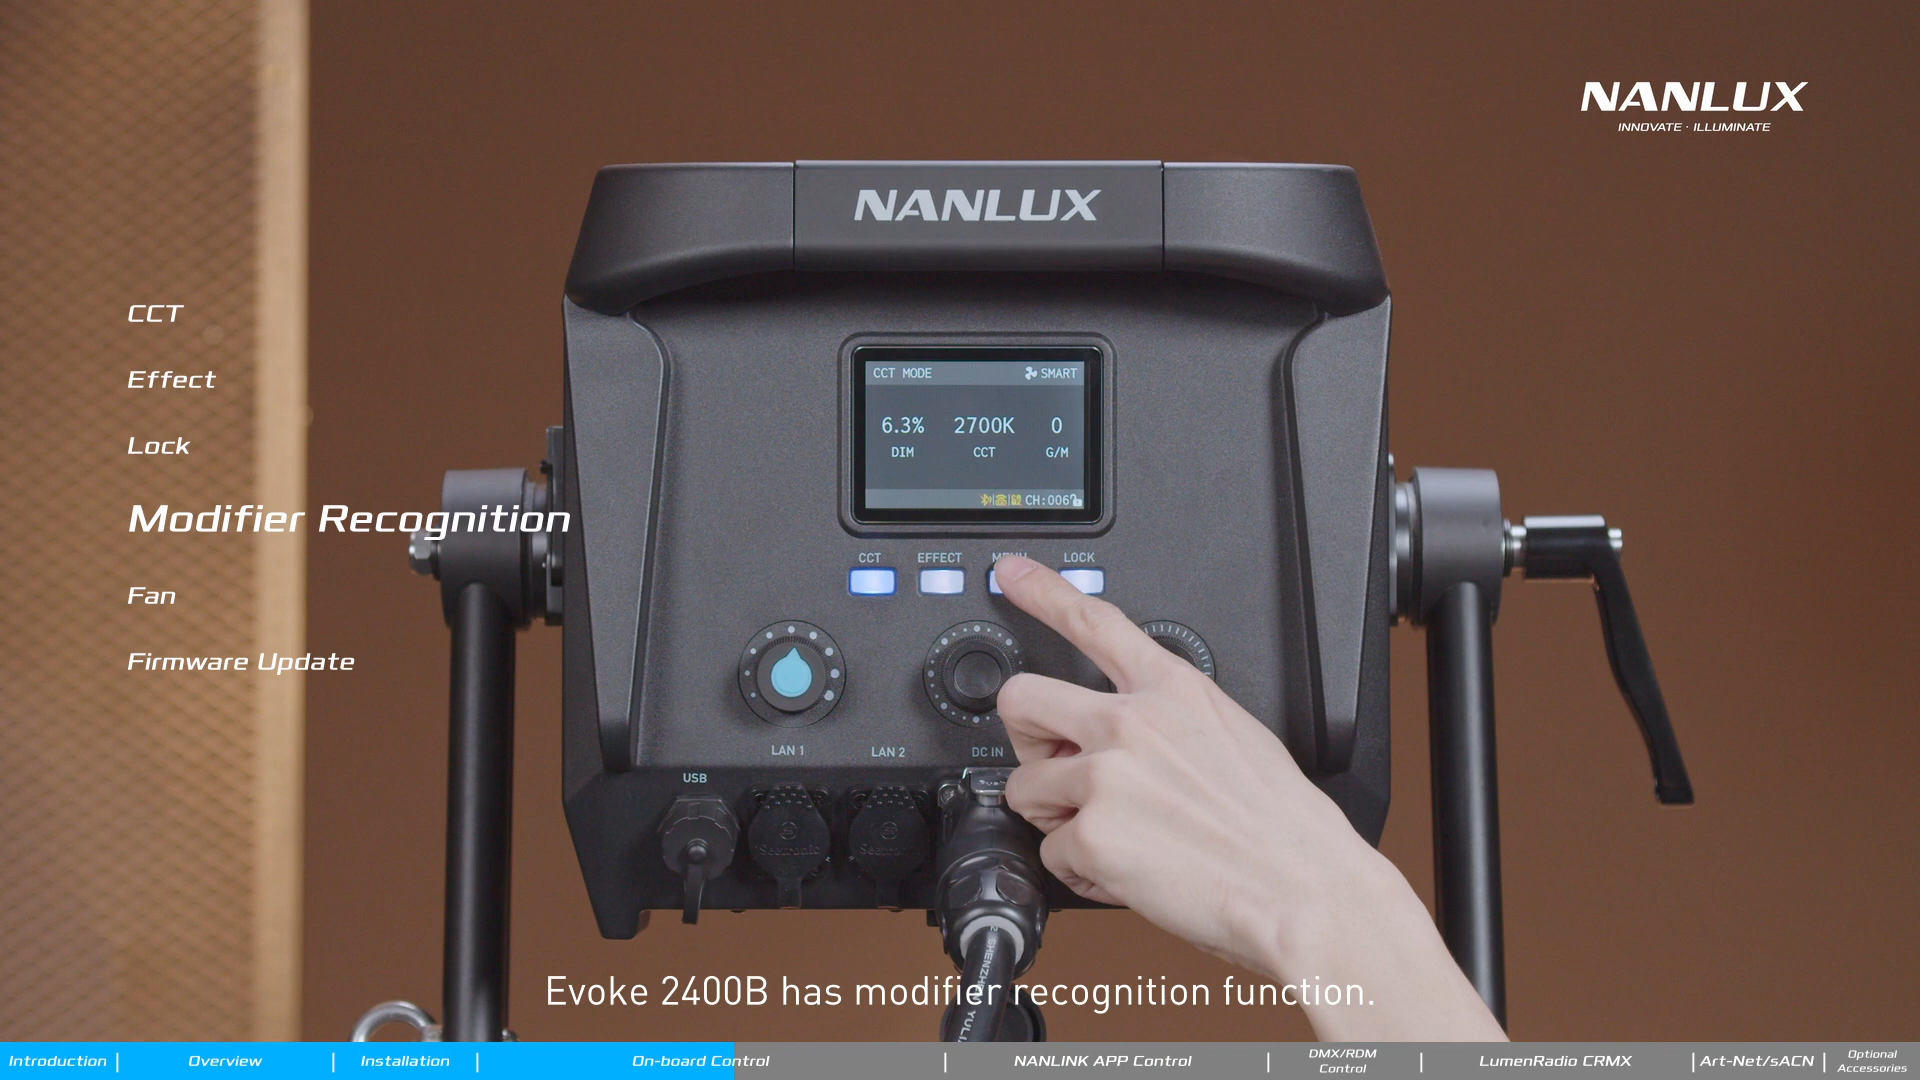 NANLUX
INNOVATE · ILLUMINATE
NANLUX
CCT
Effect
Lock
Modifier Recognition
Fan
Firmware Update
CCT MODE
SMART
6.3% 2700K 0
DIM CCT G/M
CH:006
CCT EFFECT MENU LOCK
LAN 1 LAN 2 DC IN
USB
Seetronic
Evoke 2400B has modifier recognition function.
Introduction | Overview | Installation | On-board Control | NANLINK APP Control | DMX/RDM Control | LumenRadio CRMX | Art-Net/sACN | Optional Accessories